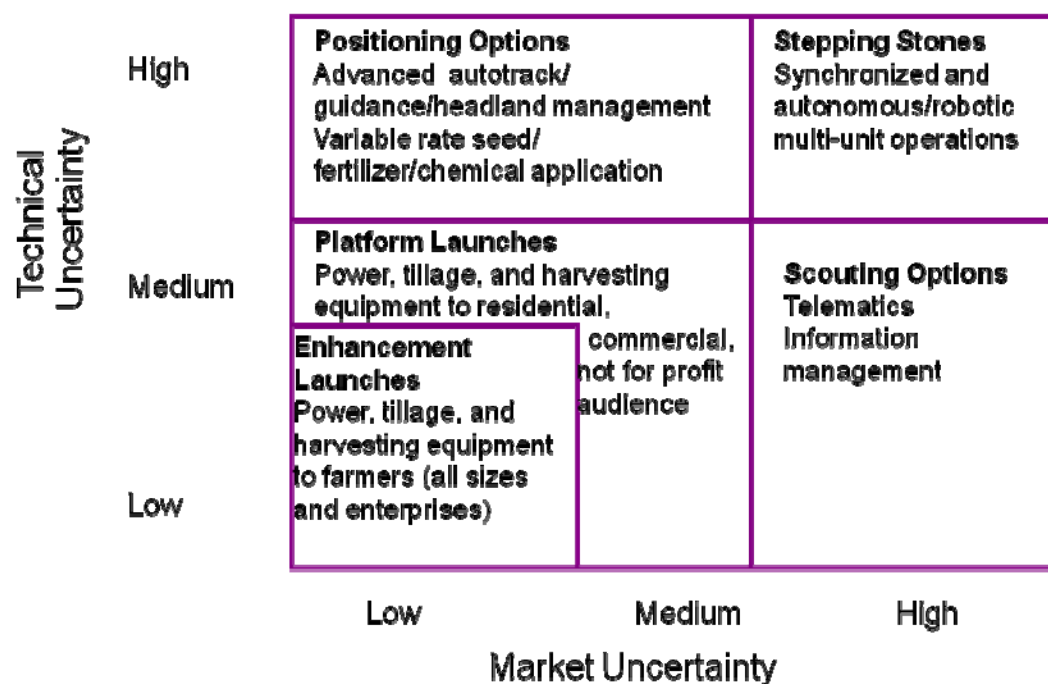 Technical
Uncertainty
High
Positioning Options
Advanced autotrack/
guidance/headland management
Variable rate seed/
fertilizer/chemical application
Stepping Stones
Synchronized and
autonomous/robotic
multi-unit operations
Medium
Platform Launches
Power, tillage, and harvesting
equipment to residential,
commercial,
not for profit
audience
Scouting Options
Telematics
Information
management
Enhancement
Launches
Power, tillage, and
harvesting equipment
to farmers (all sizes
and enterprises)
Low
Low
Medium
High
Market Uncertainty